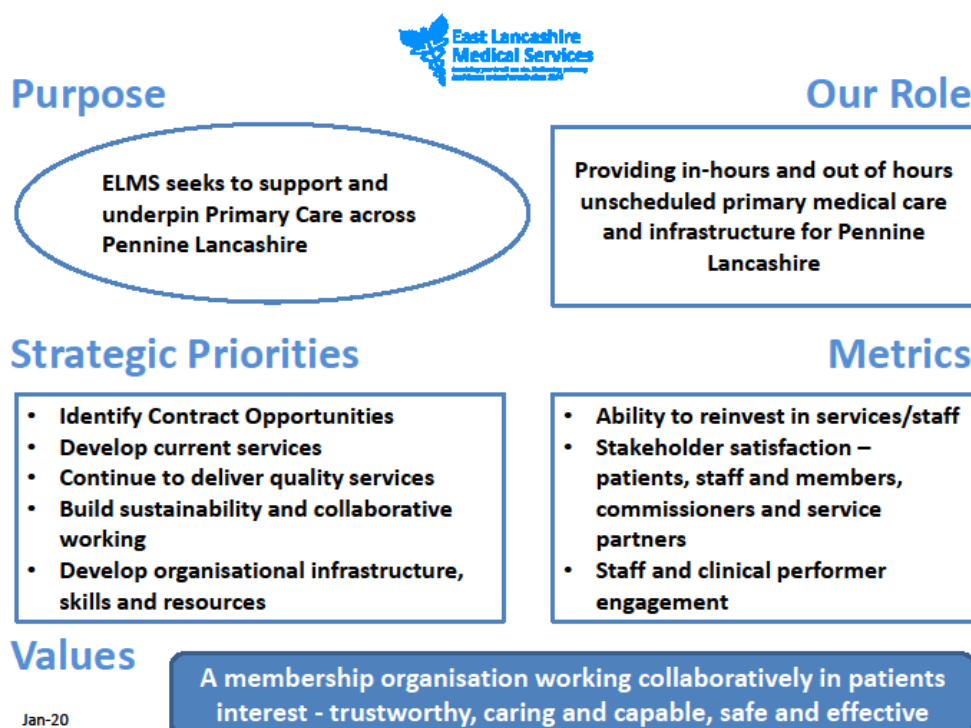 East Lancashire
Medical Services
Purpose
Our Role
ELMS seeks to support and
underpin Primary Care across
Pennine Lancashire
Providing in-hours and out of hours
unscheduled primary medical care
and infrastructure for Pennine
Lancashire
Strategic Priorities
Metrics
• Identify Contract Opportunities
• Develop current services
• Continue to deliver quality services
• Build sustainability and collaborative
working
• Develop organisational infrastructure,
skills and resources
• Ability to reinvest in services/staff
• Stakeholder satisfaction –
patients, staff and members,
commissioners and service
partners
• Staff and clinical performer
engagement
Values
A membership organisation working collaboratively in patients
interest - trustworthy, caring and capable, safe and effective
Jan-20